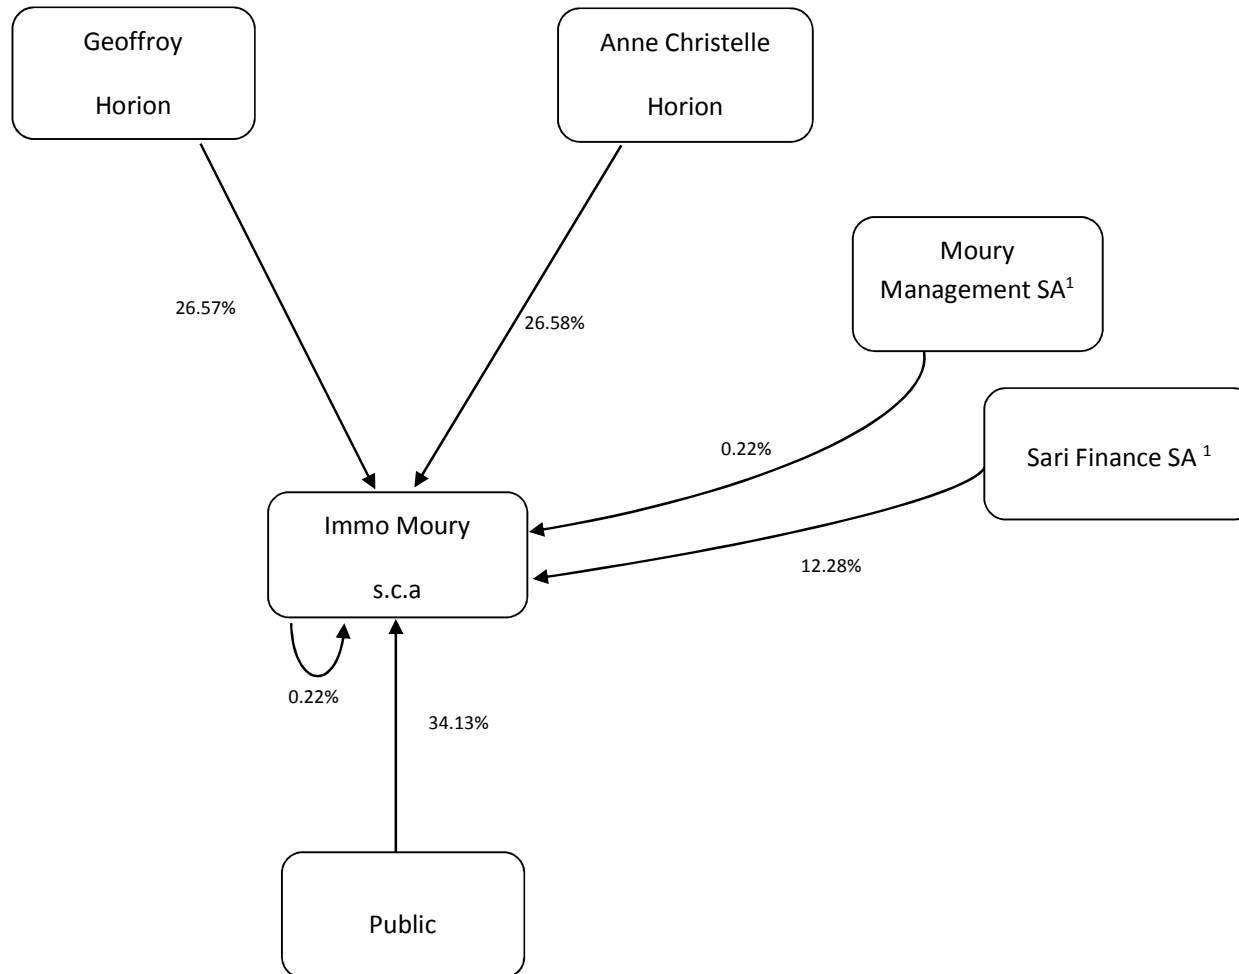 Geoffroy
Horion
Anne Christelle
Horion
Moury
Management SA¹
26.57%
26.58%
0.22%
Sari Finance SA ¹
Immo Moury
s.c.a
12.28%
0.22%
34.13%
Public